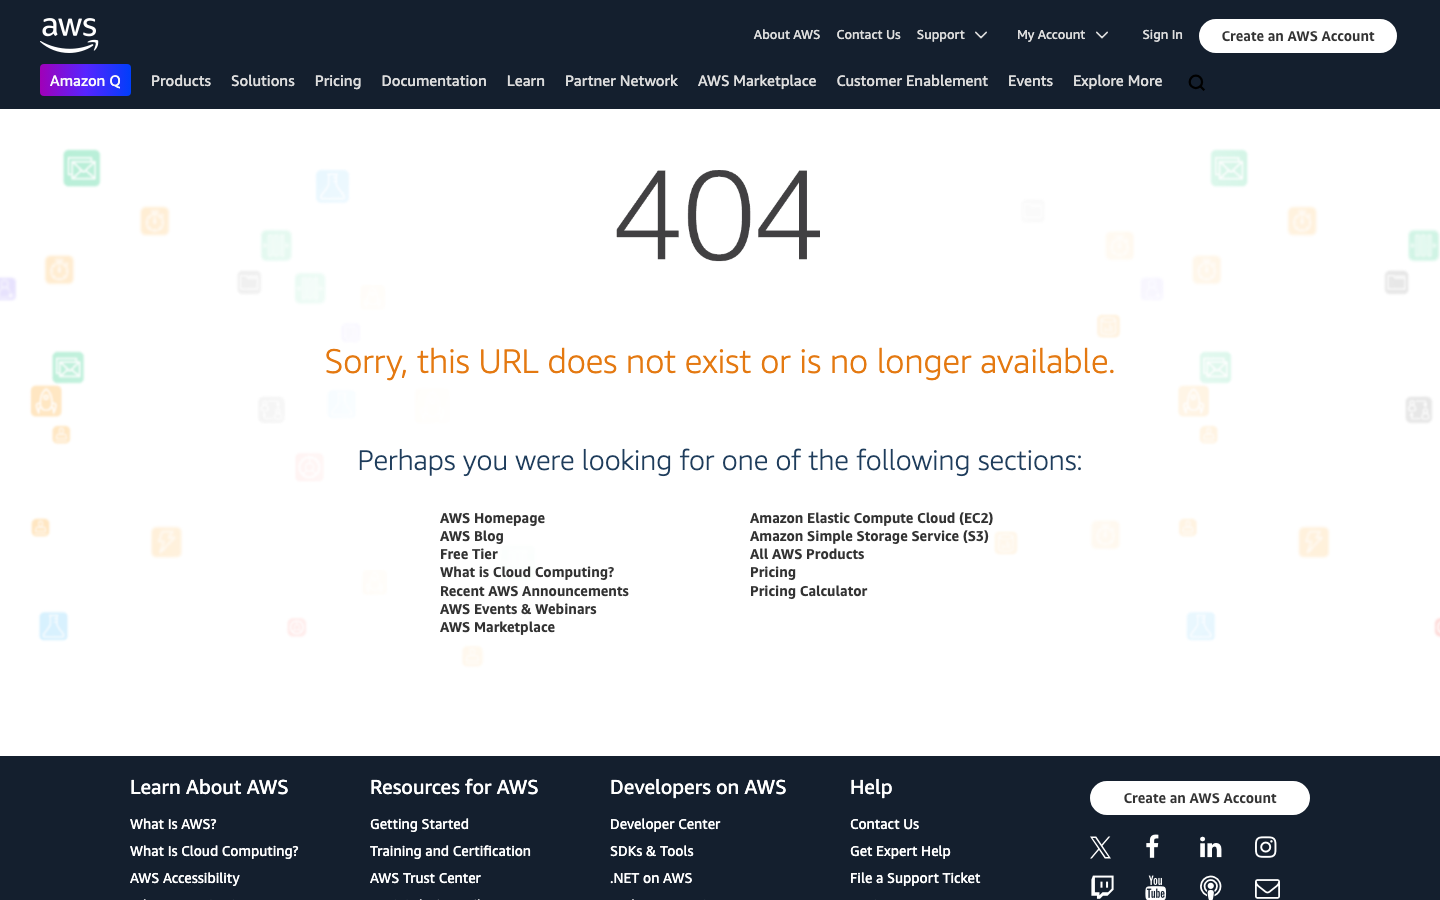 aws
About AWS Contact Us Support My Account Sign In Create an AWS Account
Amazon Q Products Solutions Pricing Documentation Learn Partner Network AWS Marketplace Customer Enablement Events Explore More
404
Sorry, this URL does not exist or is no longer available.
Perhaps you were looking for one of the following sections:
AWS Homepage
AWS Blog
Free Tier
What is Cloud Computing?
Recent AWS Announcements
AWS Events & Webinars
AWS Marketplace
Amazon Elastic Compute Cloud (EC2)
Amazon Simple Storage Service (S3)
All AWS Products
Pricing
Pricing Calculator
Learn About AWS
What Is AWS?
What Is Cloud Computing?
AWS Accessibility
Resources for AWS
Getting Started
Training and Certification
AWS Trust Center
Developers on AWS
Developer Center
SDKs & Tools
.NET on AWS
Help
Contact Us
Get Expert Help
File a Support Ticket
Create an AWS Account
You
Tube